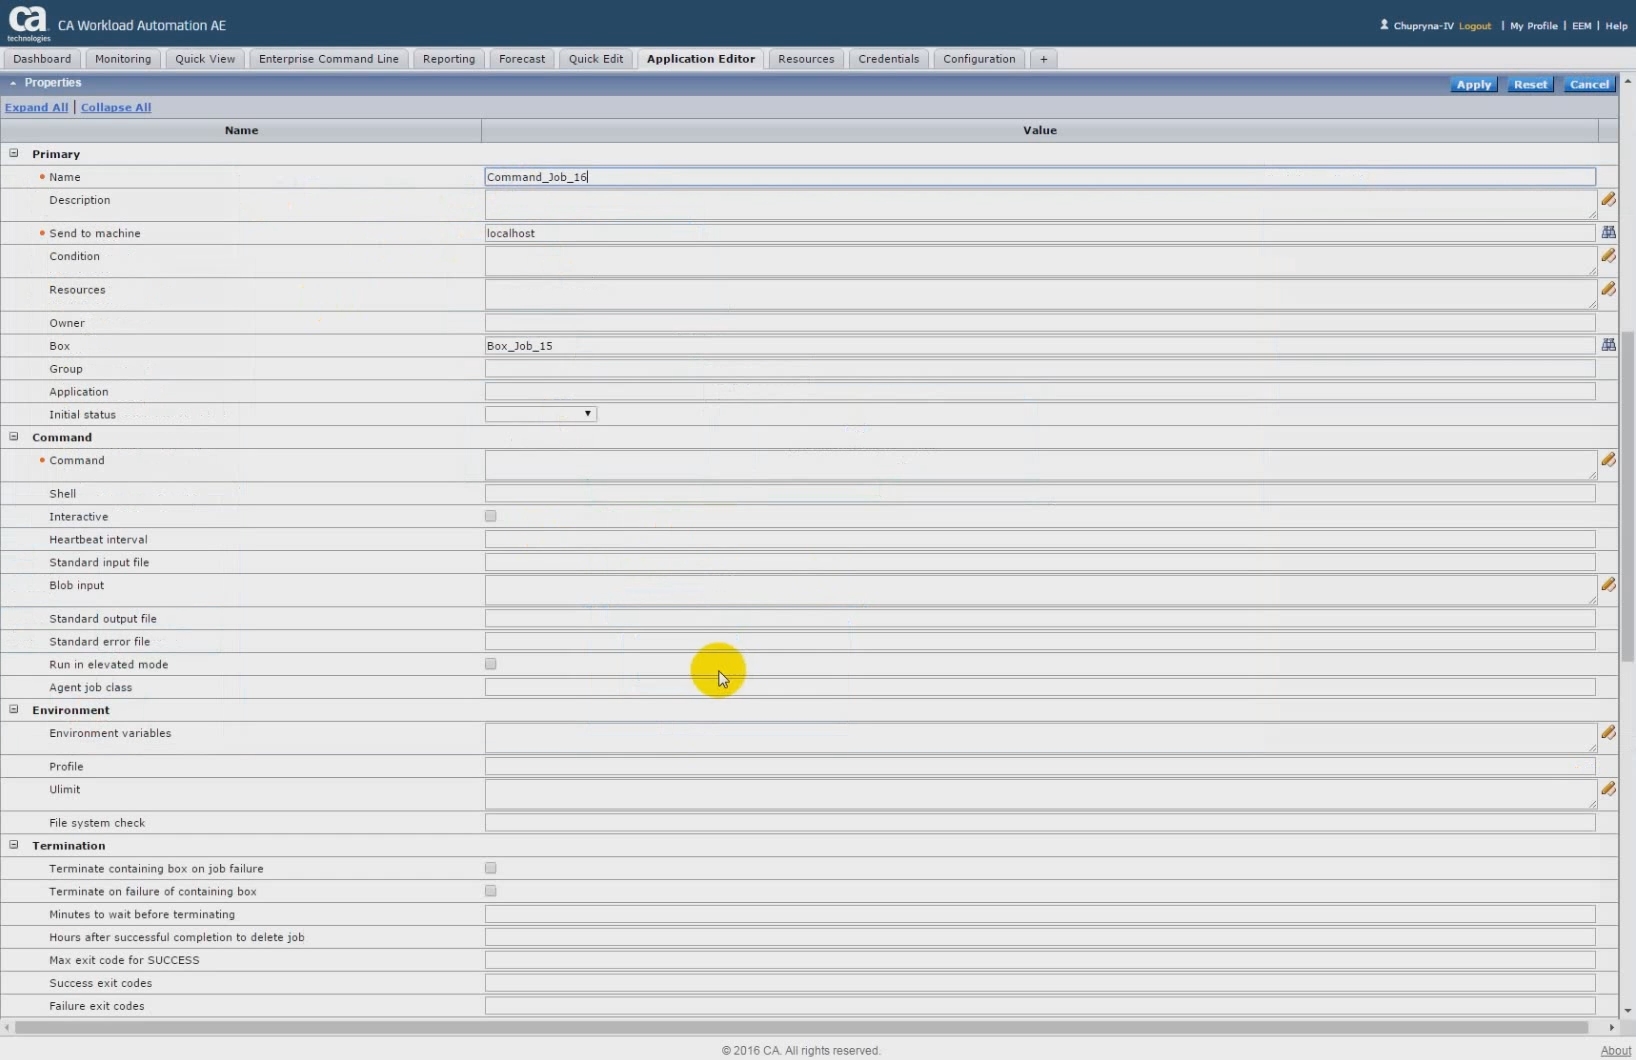 ca technologies CA Workload Automation AE Chupryna-IV Logout | My Profile | EEM | Help
Dashboard Monitoring Quick View Enterprise Command Line Reporting Forecast Quick Edit Application Editor Resources Credentials Configuration +
Properties Apply Reset Cancel
Expand All | Collapse All
Name Value
Primary
Name Command_Job_16
Description
Send to machine localhost
Condition
Resources
Owner
Box Box_Job_15
Group
Application
Initial status
Command
Command
Shell
Interactive
Heartbeat interval
Standard input file
Blob input
Standard output file
Standard error file
Run in elevated mode
Agent job class
Environment
Environment variables
Profile
Ulimit
File system check
Termination
Terminate containing box on job failure
Terminate on failure of containing box
Minutes to wait before terminating
Hours after successful completion to delete job
Max exit code for SUCCESS
Success exit codes
Failure exit codes
© 2016 CA. All rights reserved. About